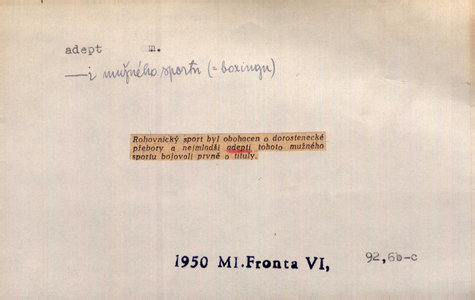 adept m.
—i mužného sportu (= boxingu)
Rohovnický sport byl obohacen o dorostenecké
přebory a nejmladší adepti tohoto mužného
sportu bojovali prvně o tituly.
1950 Ml.Fronta VI,
92,6b-c